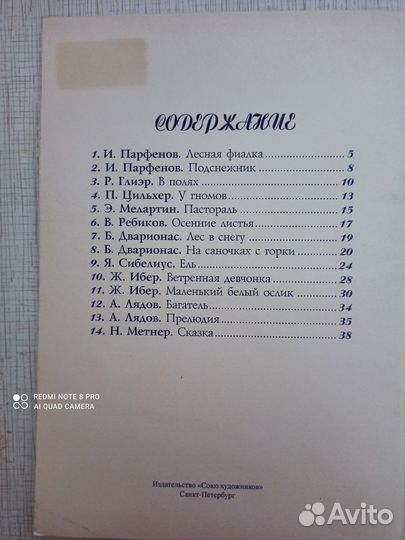 СОДЕРЖАНИЕ
1. И. Парфенов. Лесная фиалка ........ 5
2. И. Парфенов. Подснежник ........ 8
3. Р. Глиэр. В полях ........ 10
4. П. Цильхер. У гномов ........ 13
5. Э. Мелартин. Пастораль ........ 15
6. В. Ребиков. Осенние листья ........ 17
7. Б. Дварионас. Лес в снегу ........ 19
8. Б. Дварионас. На саночках с горки ........ 20
9. Я. Сибелиус. Ель ........ 24
10. Ж. Ибер. Ветренная девчонка ........ 28
11. Ж. Ибер. Маленький белый ослик ........ 30
12. А. Лядов. Багатель ........ 34
13. А. Лядов. Прелюдия ........ 35
14. Н. Метнер. Сказка ........ 38
REDMI NOTE 8 PRO
AI QUAD CAMERA
Издательство «Союз художников»
Санкт-Петербург
Avito